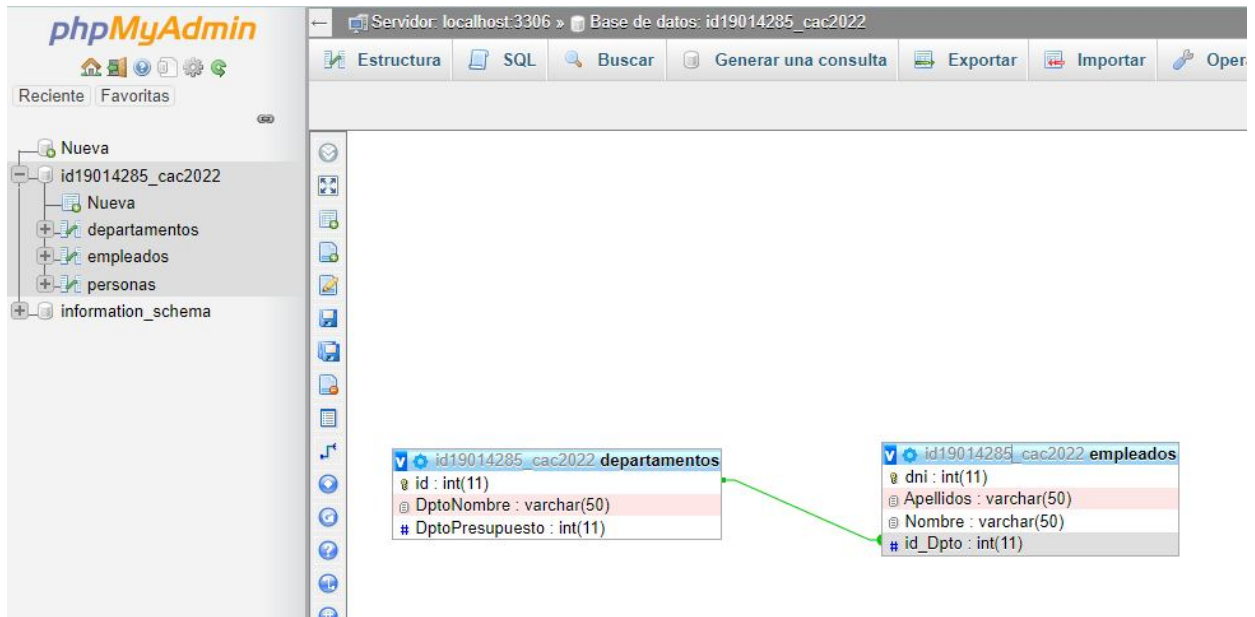 phpMyAdmin
Reciente Favoritas
Nueva
id19014285_cac2022
Nueva
departamentos
empleados
personas
information_schema
Servidor: localhost:3306 » Base de datos: id19014285_cac2022
Estructura SQL Buscar Generar una consulta Exportar Importar Oper
id19014285_cac2022 departamentos
id : int(11)
DptoNombre : varchar(50)
# DptoPresupuesto : int(11)
id19014285_cac2022 empleados
dni : int(11)
Apellidos : varchar(50)
Nombre : varchar(50)
# id_Dpto : int(11)